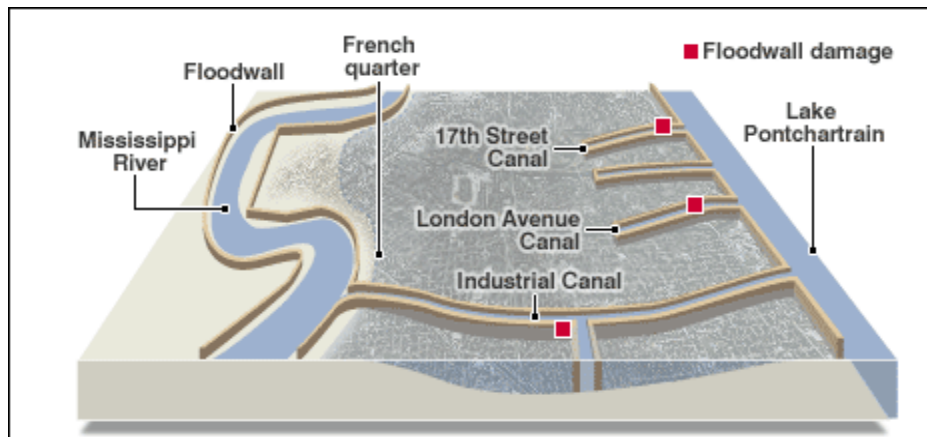 French
quarter
Floodwall damage
Floodwall
Lake
Pontchartrain
Mississippi
River
17th Street
Canal
London Avenue
Canal
Industrial Canal